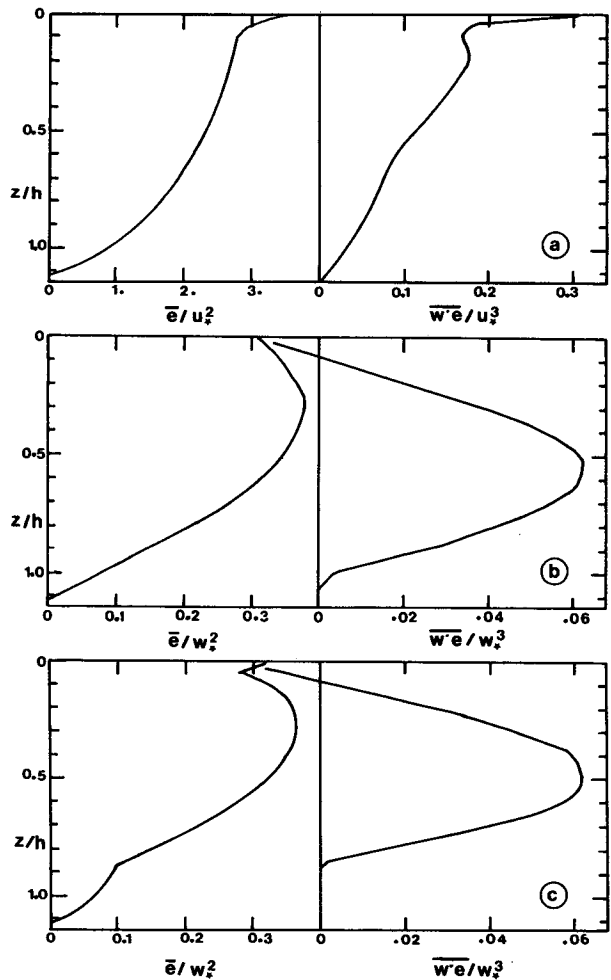 0
0.5
z/h
1.0
0 1. 2. 3. 0 0.1 0.2 0.3
e̅/u*² w'e̅/u*³
a
0
0.5
z/h
1.0
0 0.1 0.2 0.3 0 .02 .04 .06
e̅/w*² w'e̅/w*³
b
0
0.5
z/h
1.0
0 0.1 0.2 0.3 0 .02 .04 .06
e̅/w*² w'e̅/w*³
c